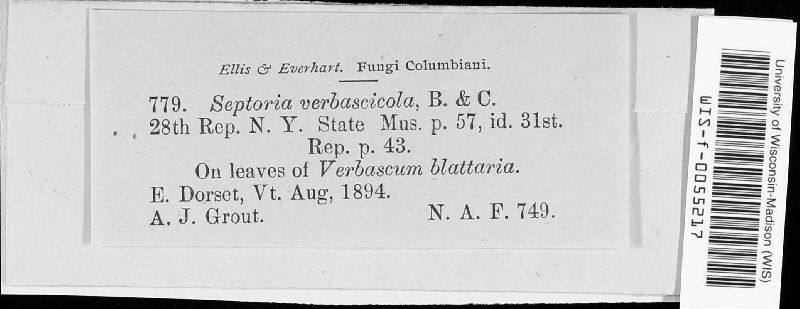 Ellis & Everhart. Fungi Columbiani.
779. Septoria verbascicola, B. & C.
28th Rep. N. Y. State Mus. p. 57, id. 31st.
Rep. p. 43.
On leaves of Verbascum blattaria.
E. Dorset, Vt. Aug, 1894.
A. J. Grout. N. A. F. 749.
University of Wisconsin-Madison (WIS)
WIS-f-0055217